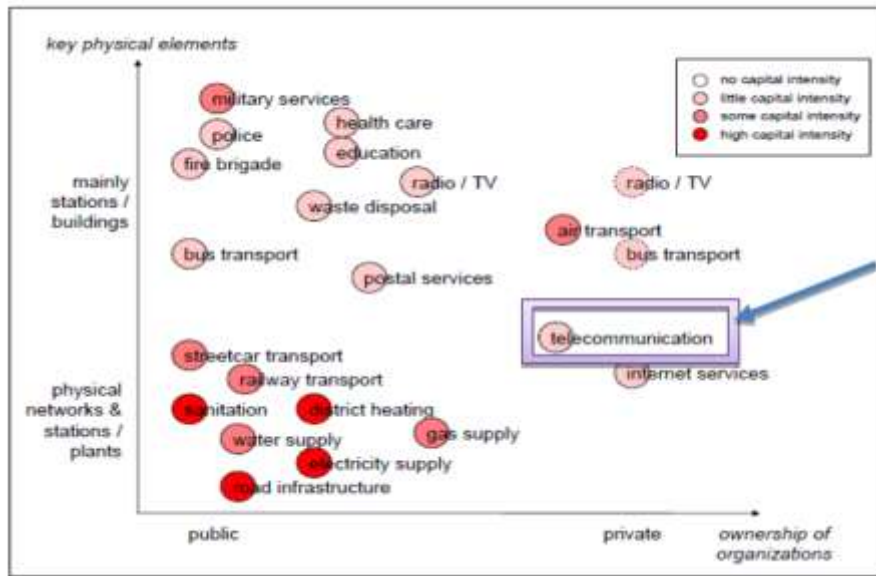 key physical elements
no capital intensity
little capital intensity
some capital intensity
high capital intensity
military services
health care
police
education
fire brigade
radio / TV
radio / TV
mainly
stations /
buildings
waste disposal
air transport
bus transport
bus transport
postal services
telecommunication
streetcar transport
internet services
railway transport
physical
networks &
stations /
plants
sanitation
district heating
gas supply
water supply
electricity supply
road infrastructure
public
private
ownership of
organizations